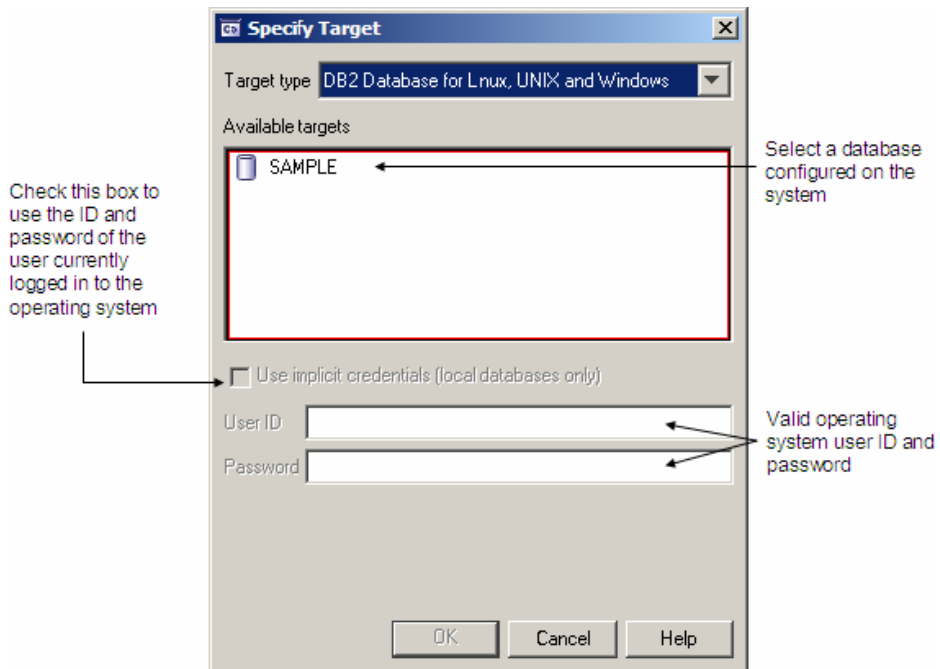 Specify Target
Target type DB2 Database for Lnux, UNIX and Windows
Available targets
SAMPLE
Select a database
configured on the
system
Check this box to
use the ID and
password of the
user currently
logged in to the
operating system
Use implicit credentials (local databases only)
User ID
Password
Valid operating
system user ID and
password
OK
Cancel
Help